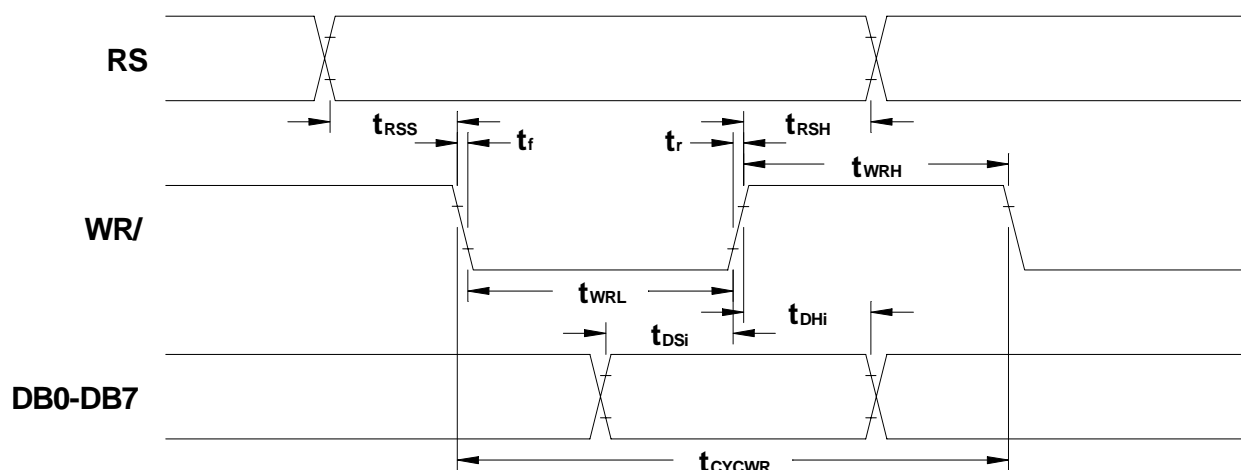 RS
tRSS
tRSH
tf
tr
tWRH
WR/
tWRL
tDHi
tDSi
DB0-DB7
tCYCWR